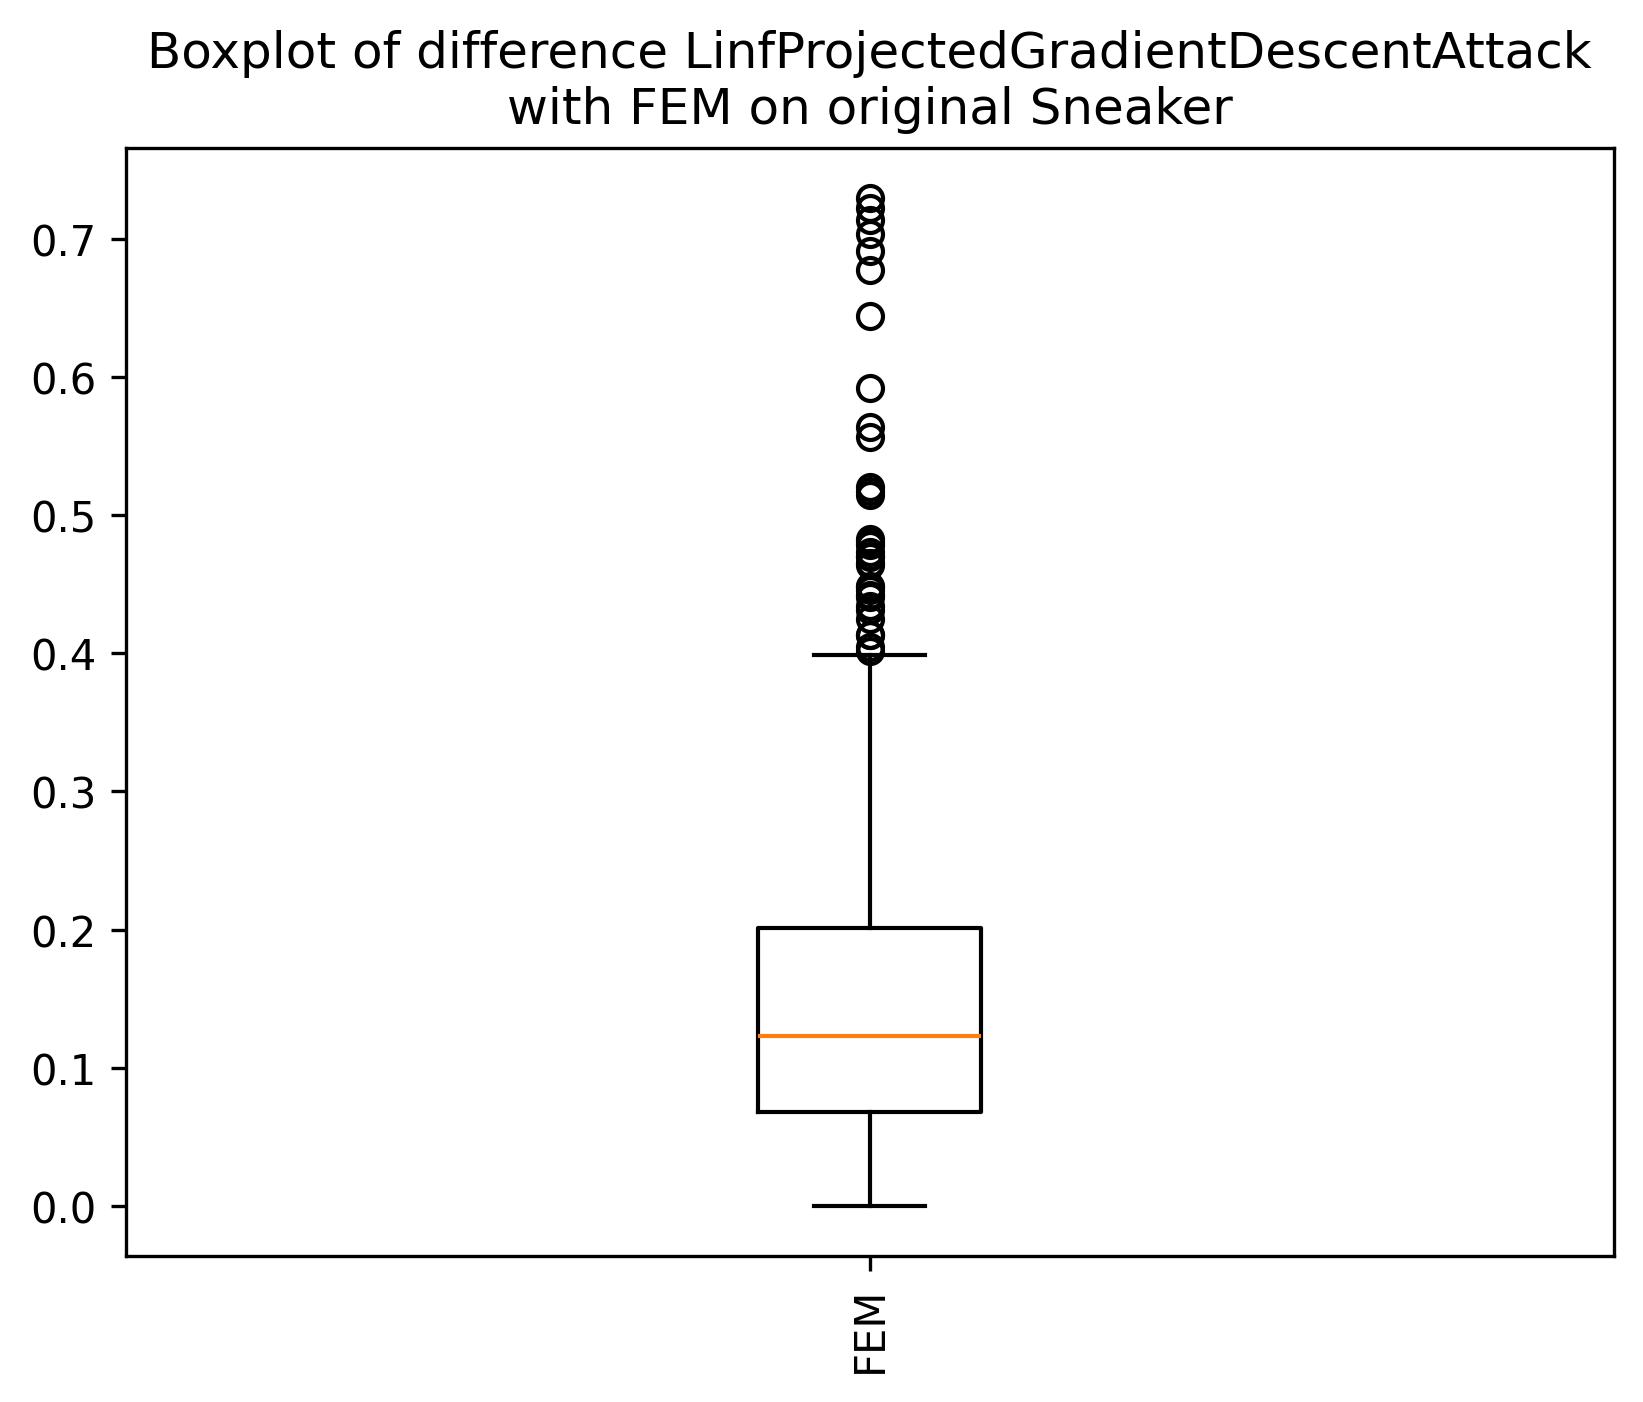 Boxplot of difference LinfProjectedGradientDescentAttack
with FEM on original Sneaker
0.7
0.6
0.5
0.4
0.3
0.2
0.1
0.0
FEM